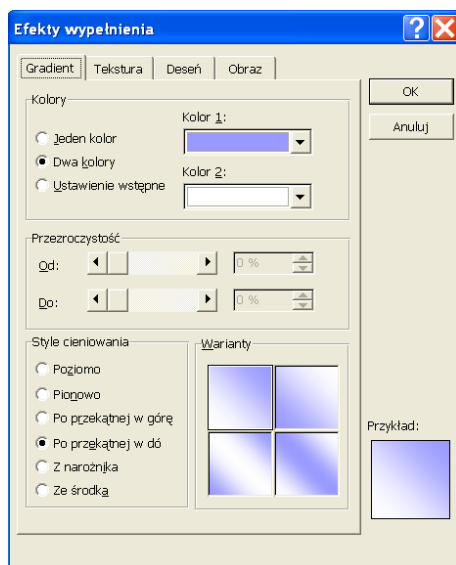 Efekty wypełnienia
Gradient Tekstura Deseń Obraz
OK
Anuluj
Kolory
Jeden kolor
Dwa kolory
Ustawienie wstępne
Kolor 1:
Kolor 2:
Przezroczystość
Od: 0 %
Do: 0 %
Style cieniowania
Poziomo
Pionowo
Po przekątnej w górę
Po przekątnej w dó
Z narożnika
Ze środka
Warianty
Przykład: